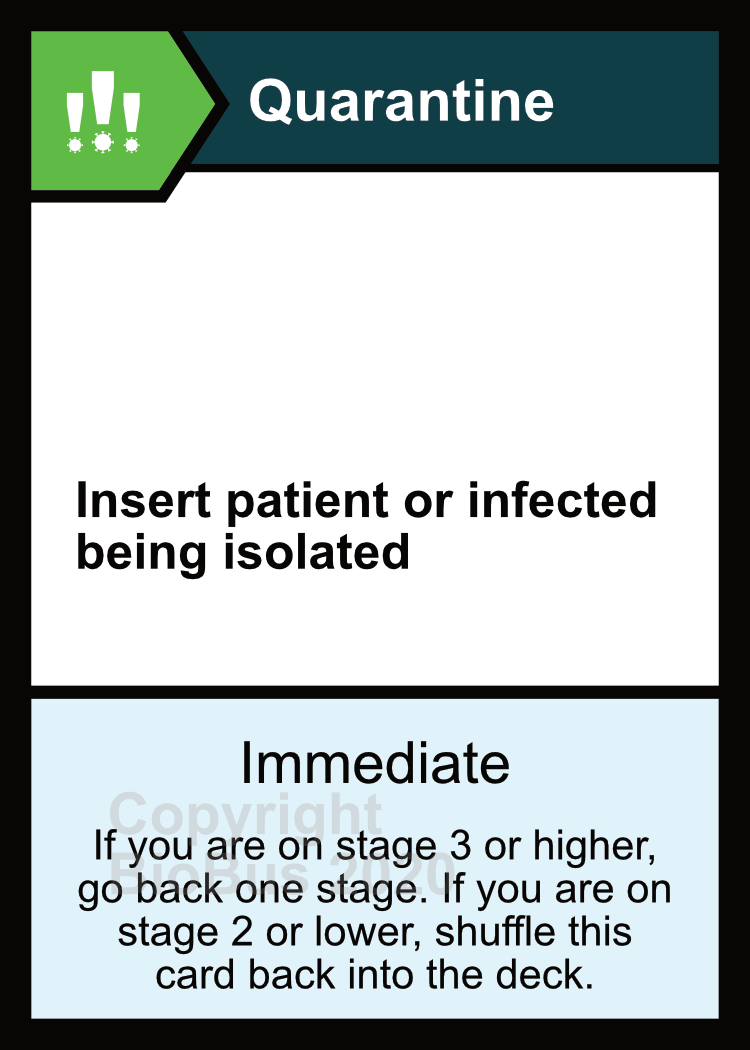 Quarantine
Insert patient or infected
being isolated
Immediate
Copyright
BioBus 2020
If you are on stage 3 or higher,
go back one stage. If you are on
stage 2 or lower, shuffle this
card back into the deck.